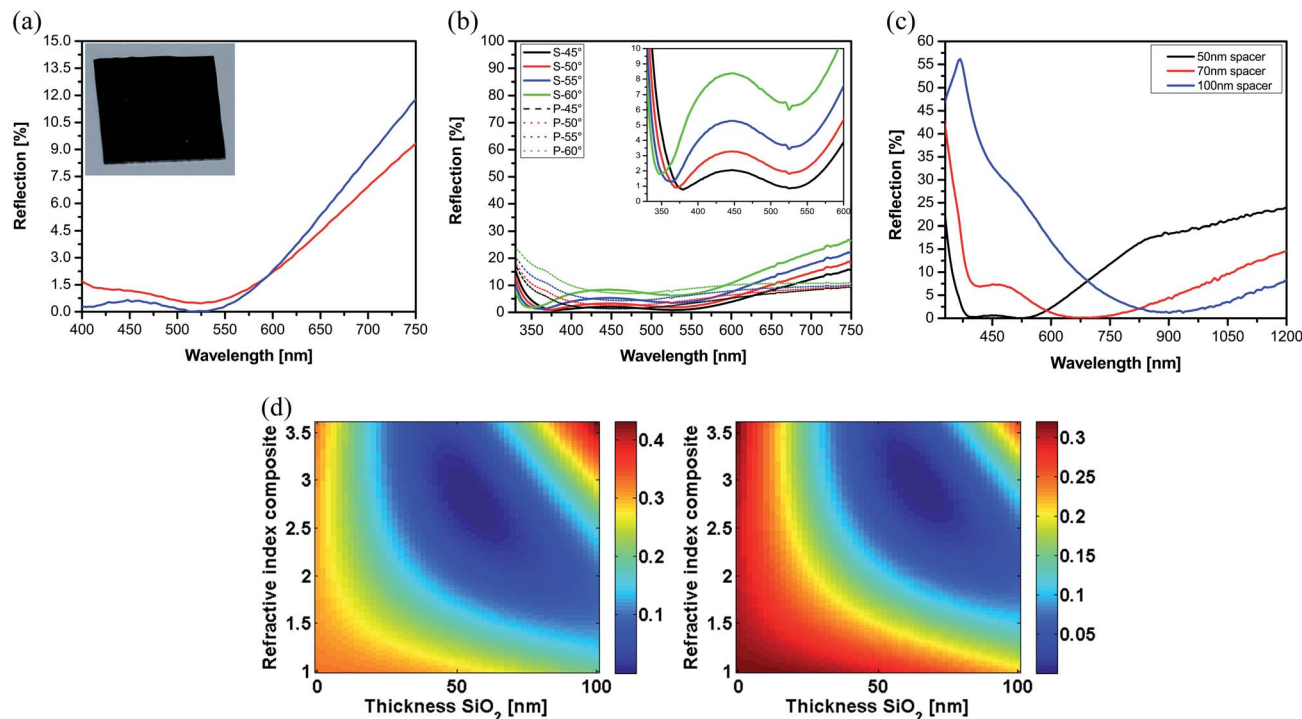 (a)
15.0
13.5
12.0
10.5
9.0
7.5
6.0
4.5
3.0
1.5
0.0
Reflection [%]
400 450 500 550 600 650 700 750
Wavelength [nm]
(b)
100
90
80
70
60
50
40
30
20
10
0
Reflection [%]
S-45°
S-50°
S-55°
S-60°
P-45°
P-50°
P-55°
P-60°
10
9
8
7
6
5
4
3
2
1
0
350 400 450 500 550 600
350 400 450 500 550 600 650 700 750
Wavelength [nm]
(c)
60
55
50
45
40
35
30
25
20
15
10
5
0
Reflection [%]
50nm spacer
70nm spacer
100nm spacer
450 600 750 900 1050 1200
Wavelength [nm]
(d)
Refractive index composite
3.5
3
2.5
2
1.5
1
0 50 100
Thickness SiO2 [nm]
0.4
0.3
0.2
0.1
Refractive index composite
3.5
3
2.5
2
1.5
1
0 50 100
Thickness SiO2 [nm]
0.3
0.25
0.2
0.15
0.1
0.05